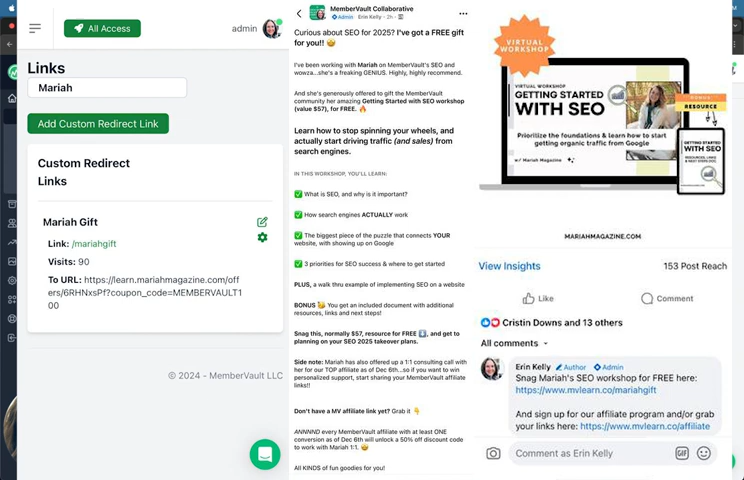 All Access
admin
Links
Mariah
Add Custom Redirect Link
Custom Redirect
Links
Mariah Gift
Link: /mariahgift
Visits: 90
To URL: https://learn.mariahmagazine.com/off
ers/6RHNxsPf?coupon_code=MEMBERVAULT1
00
© 2024 - MemberVault LLC
MemberVault Collaborative
Admin · Erin Kelly · 2h ·
Curious about SEO for 2025? I've got a FREE gift
for you!! 🤩
I've been working with Mariah on MemberVault's SEO and
wowza...she's a freaking GENIUS. Highly, highly recommend.
And she's generously offered to gift the MemberVault
community her amazing Getting Started with SEO workshop
(value $57), for FREE. 🔥
Learn how to stop spinning your wheels, and
actually start driving traffic (and sales) from
search engines.
IN THIS WORKSHOP, YOU'LL LEARN:
✅ What is SEO, and why is it important?
✅ How search engines ACTUALLY work
✅ The biggest piece of the puzzle that connects YOUR
website, with showing up on Google
✅ 3 priorities for SEO success & where to get started
PLUS, a walk thru example of implementing SEO on a website
BONUS 🥳 You get an included document with additional
resources, links and next steps!
Snag this, normally $57, resource for FREE ⬇️, and get to
planning on your SEO 2025 takeover plans.
Side note: Mariah has also offered up a 1:1 consulting call with
her for our TOP affiliate as of Dec 6th...so if you want to win
personalized support, start sharing your MemberVault affiliate
links!!
Don't have a MV affiliate link yet? Grab it 👇
ANNNND every MemberVault affiliate with at least ONE
conversion as of Dec 6th will unlock a 50% off discount code
to work with Mariah 1:1. 🤩
All KINDS of fun goodies for you!
VIRTUAL
WORKSHOP
VIRTUAL WORKSHOP
GETTING STARTED
WITH SEO
Prioritize the foundations & learn how to start
getting organic traffic from Google
w/ Mariah Magazine
BONUS
RESOURCE
GETTING STARTED
WITH SEO
RESOURCES, LINKS
& NEXT STEPS DOC
MARIAHMAGAZINE.COM
View Insights
153 Post Reach
Like
Comment
Cristin Downs and 13 others
All comments
Erin Kelly Author Admin
Snag Mariah's SEO workshop for FREE here:
https://www.mvlearn.co/mariahgift
And sign up for our affiliate program and/or grab
your links here: https://www.mvlearn.co/affiliate
Comment as Erin Kelly
GIF